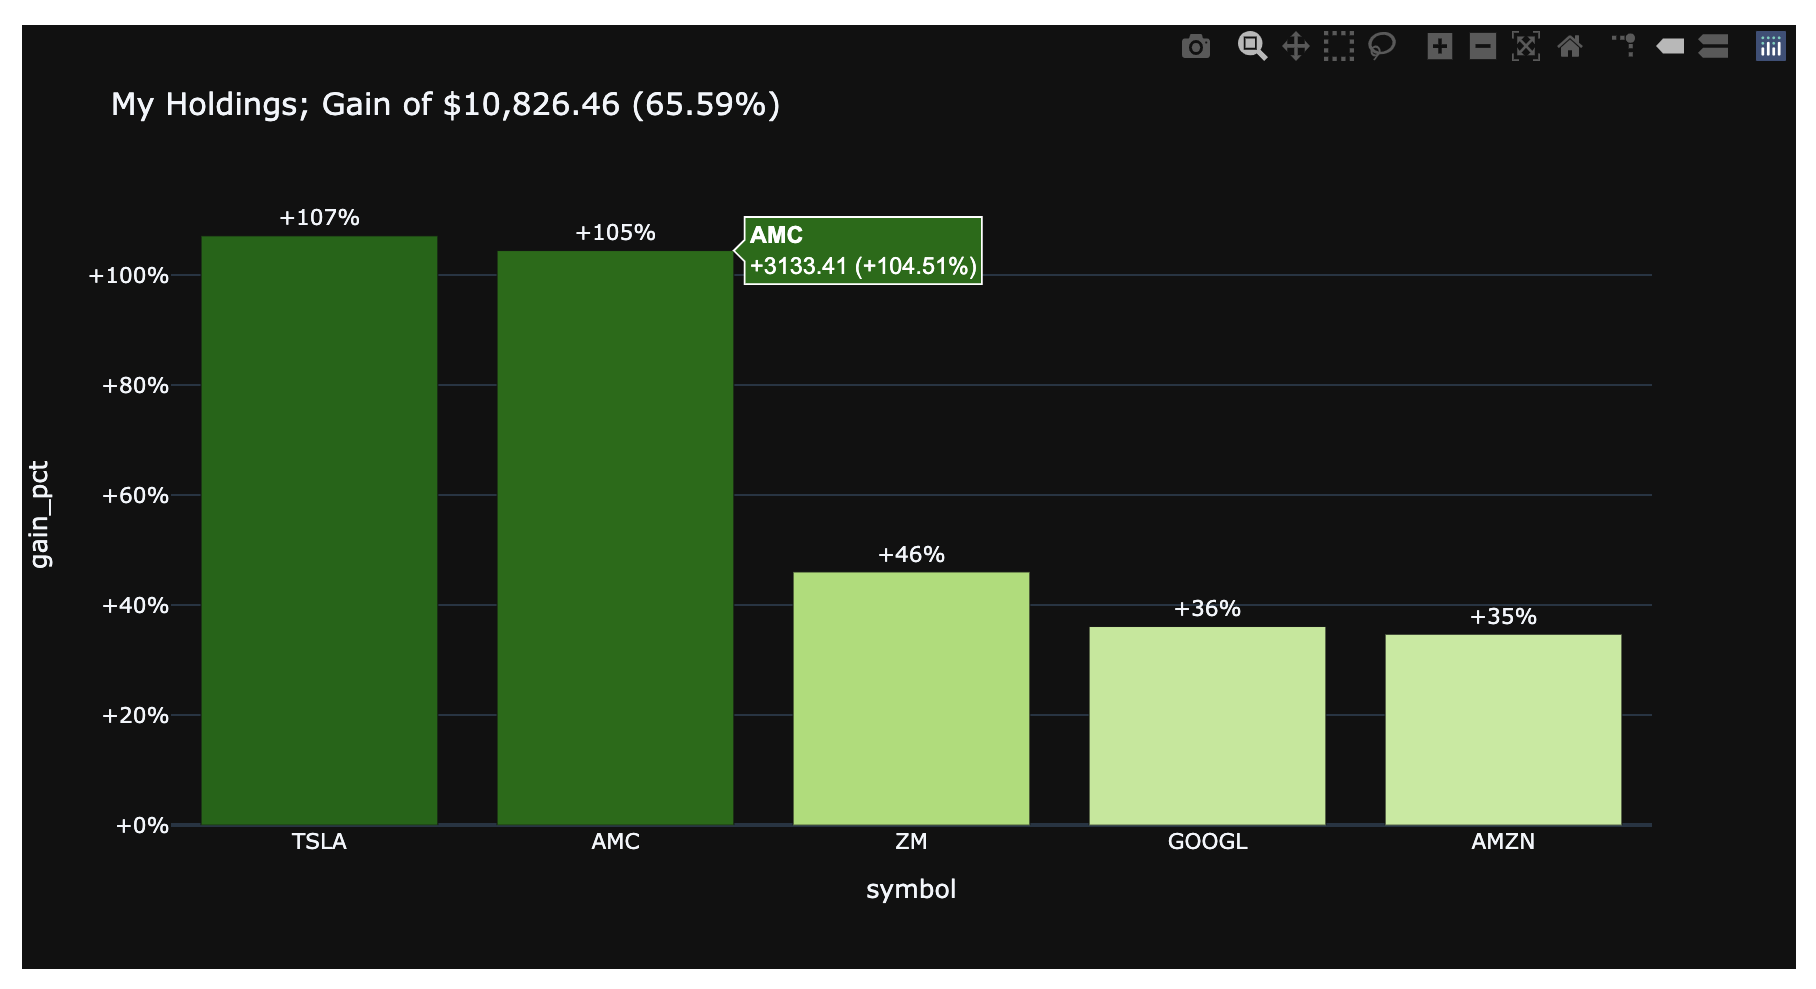 My Holdings; Gain of $10,826.46 (65.59%)
+107%
+105%
AMC
+3133.41 (+104.51%)
+46%
+36%
+35%
+100%
+80%
+60%
+40%
+20%
+0%
gain_pct
TSLA
AMC
ZM
GOOGL
AMZN
symbol